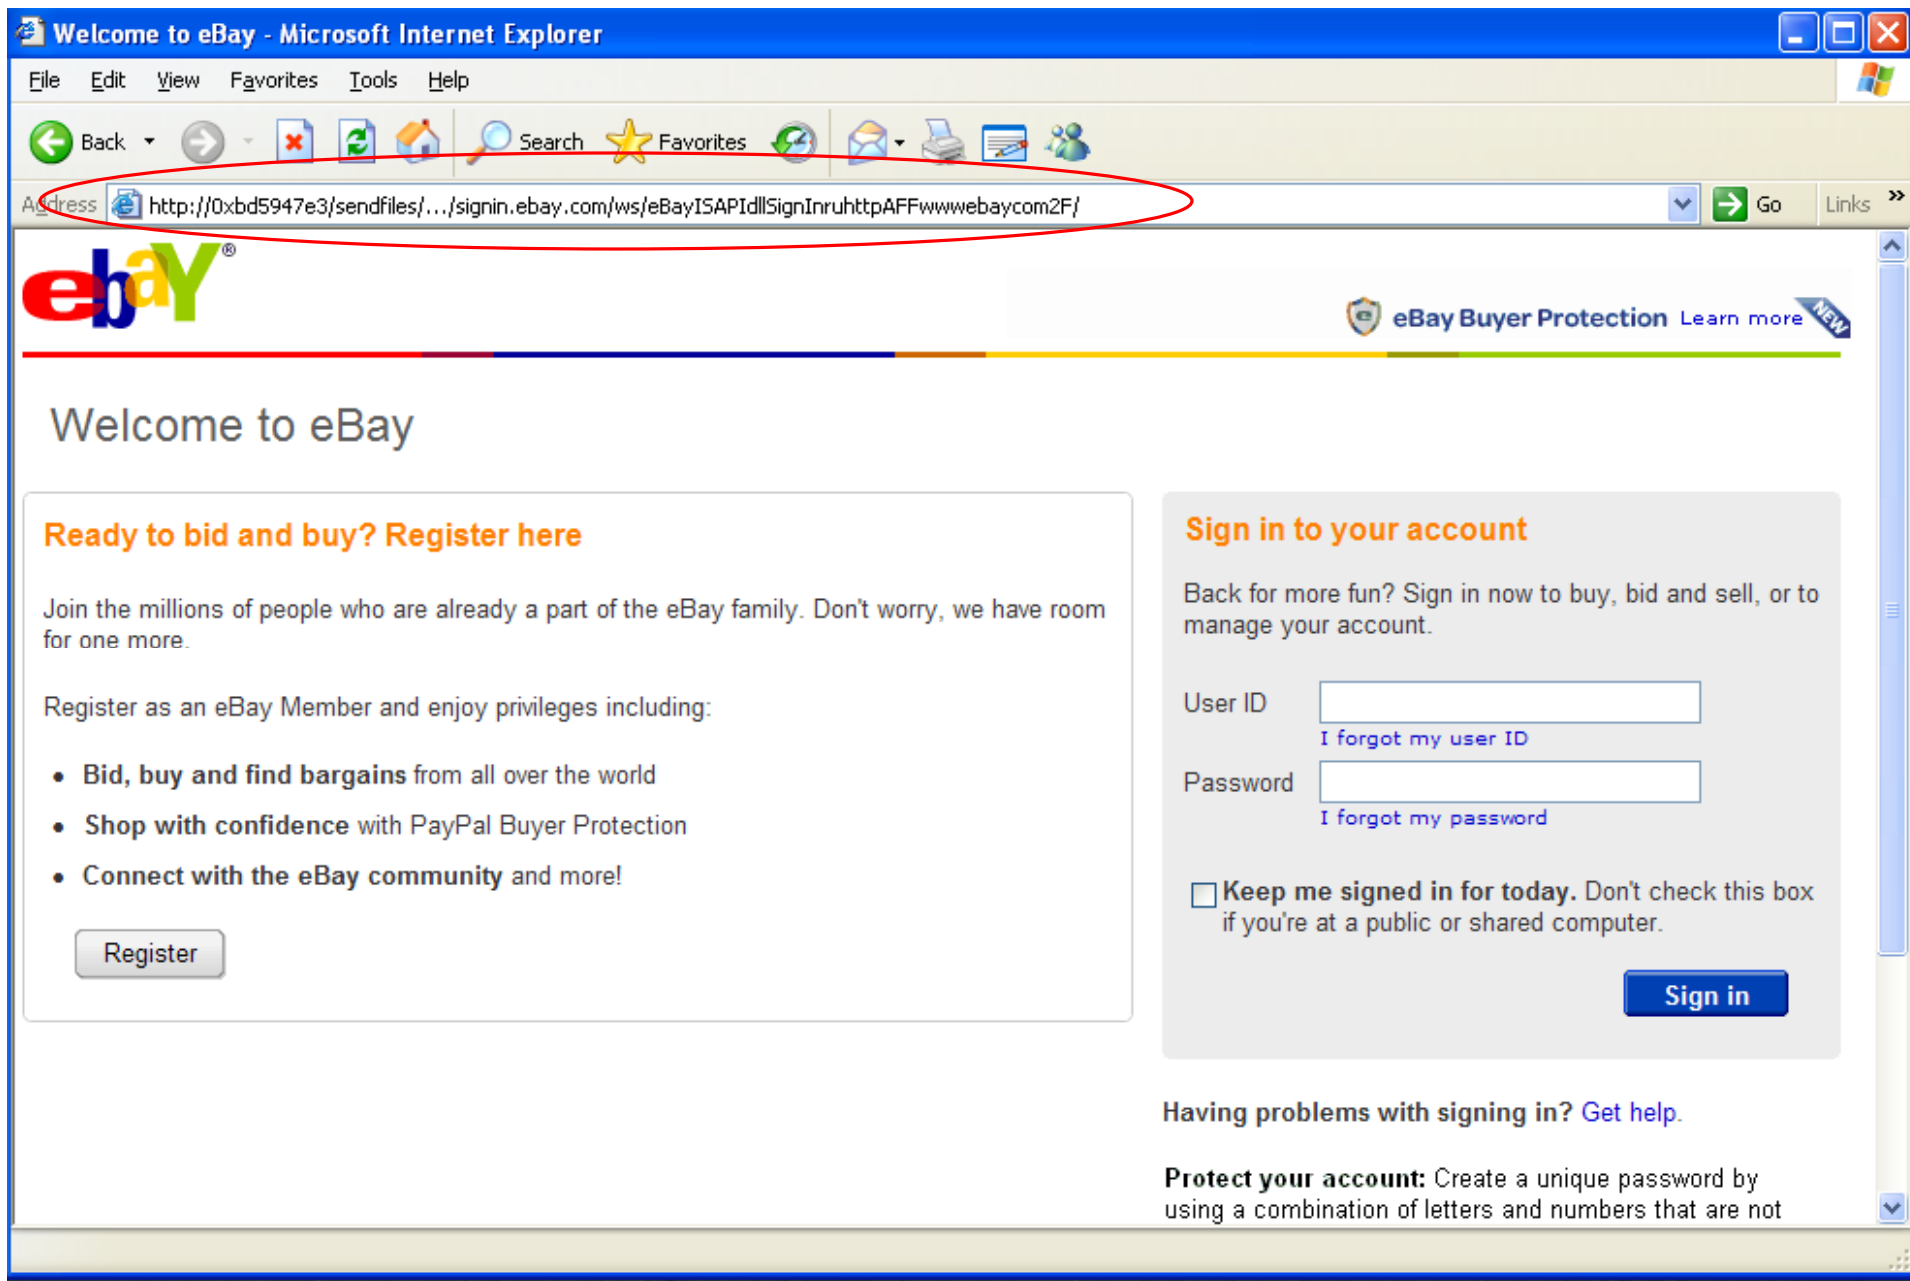 Welcome to eBay - Microsoft Internet Explorer
File Edit View Favorites Tools Help
Back Search Favorites
Address http://0xbd5947e3/sendfiles/.../signin.ebay.com/ws/eBayISAPIdllSignInruhttpAFFwwwebaycom2F/ Go Links »
ebaY®
eBay Buyer Protection Learn more NEW
Welcome to eBay
Ready to bid and buy? Register here
Join the millions of people who are already a part of the eBay family. Don't worry, we have room
for one more.
Register as an eBay Member and enjoy privileges including:
• Bid, buy and find bargains from all over the world
• Shop with confidence with PayPal Buyer Protection
• Connect with the eBay community and more!
Register
Sign in to your account
Back for more fun? Sign in now to buy, bid and sell, or to
manage your account.
User ID
I forgot my user ID
Password
I forgot my password
Keep me signed in for today. Don't check this box
if you're at a public or shared computer.
Sign in
Having problems with signing in? Get help.
Protect your account: Create a unique password by
using a combination of letters and numbers that are not